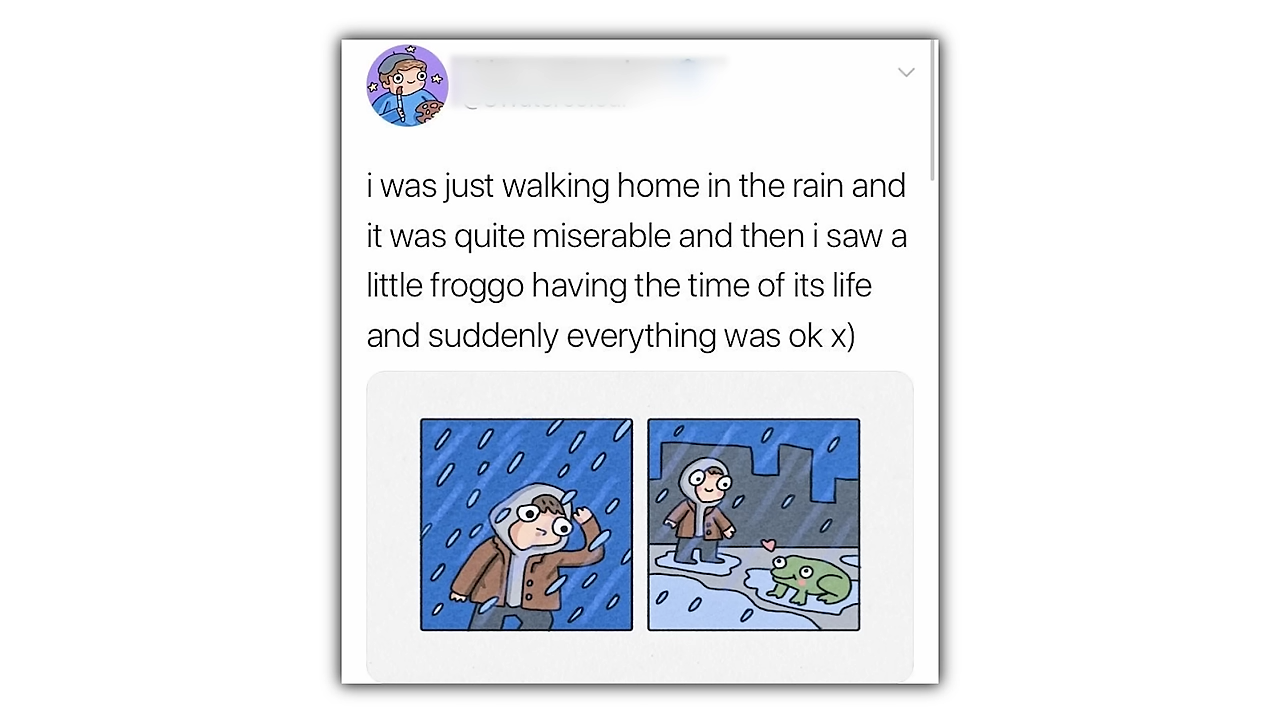 i was just walking home in the rain and
it was quite miserable and then i saw a
little froggo having the time of its life
and suddenly everything was ok x)